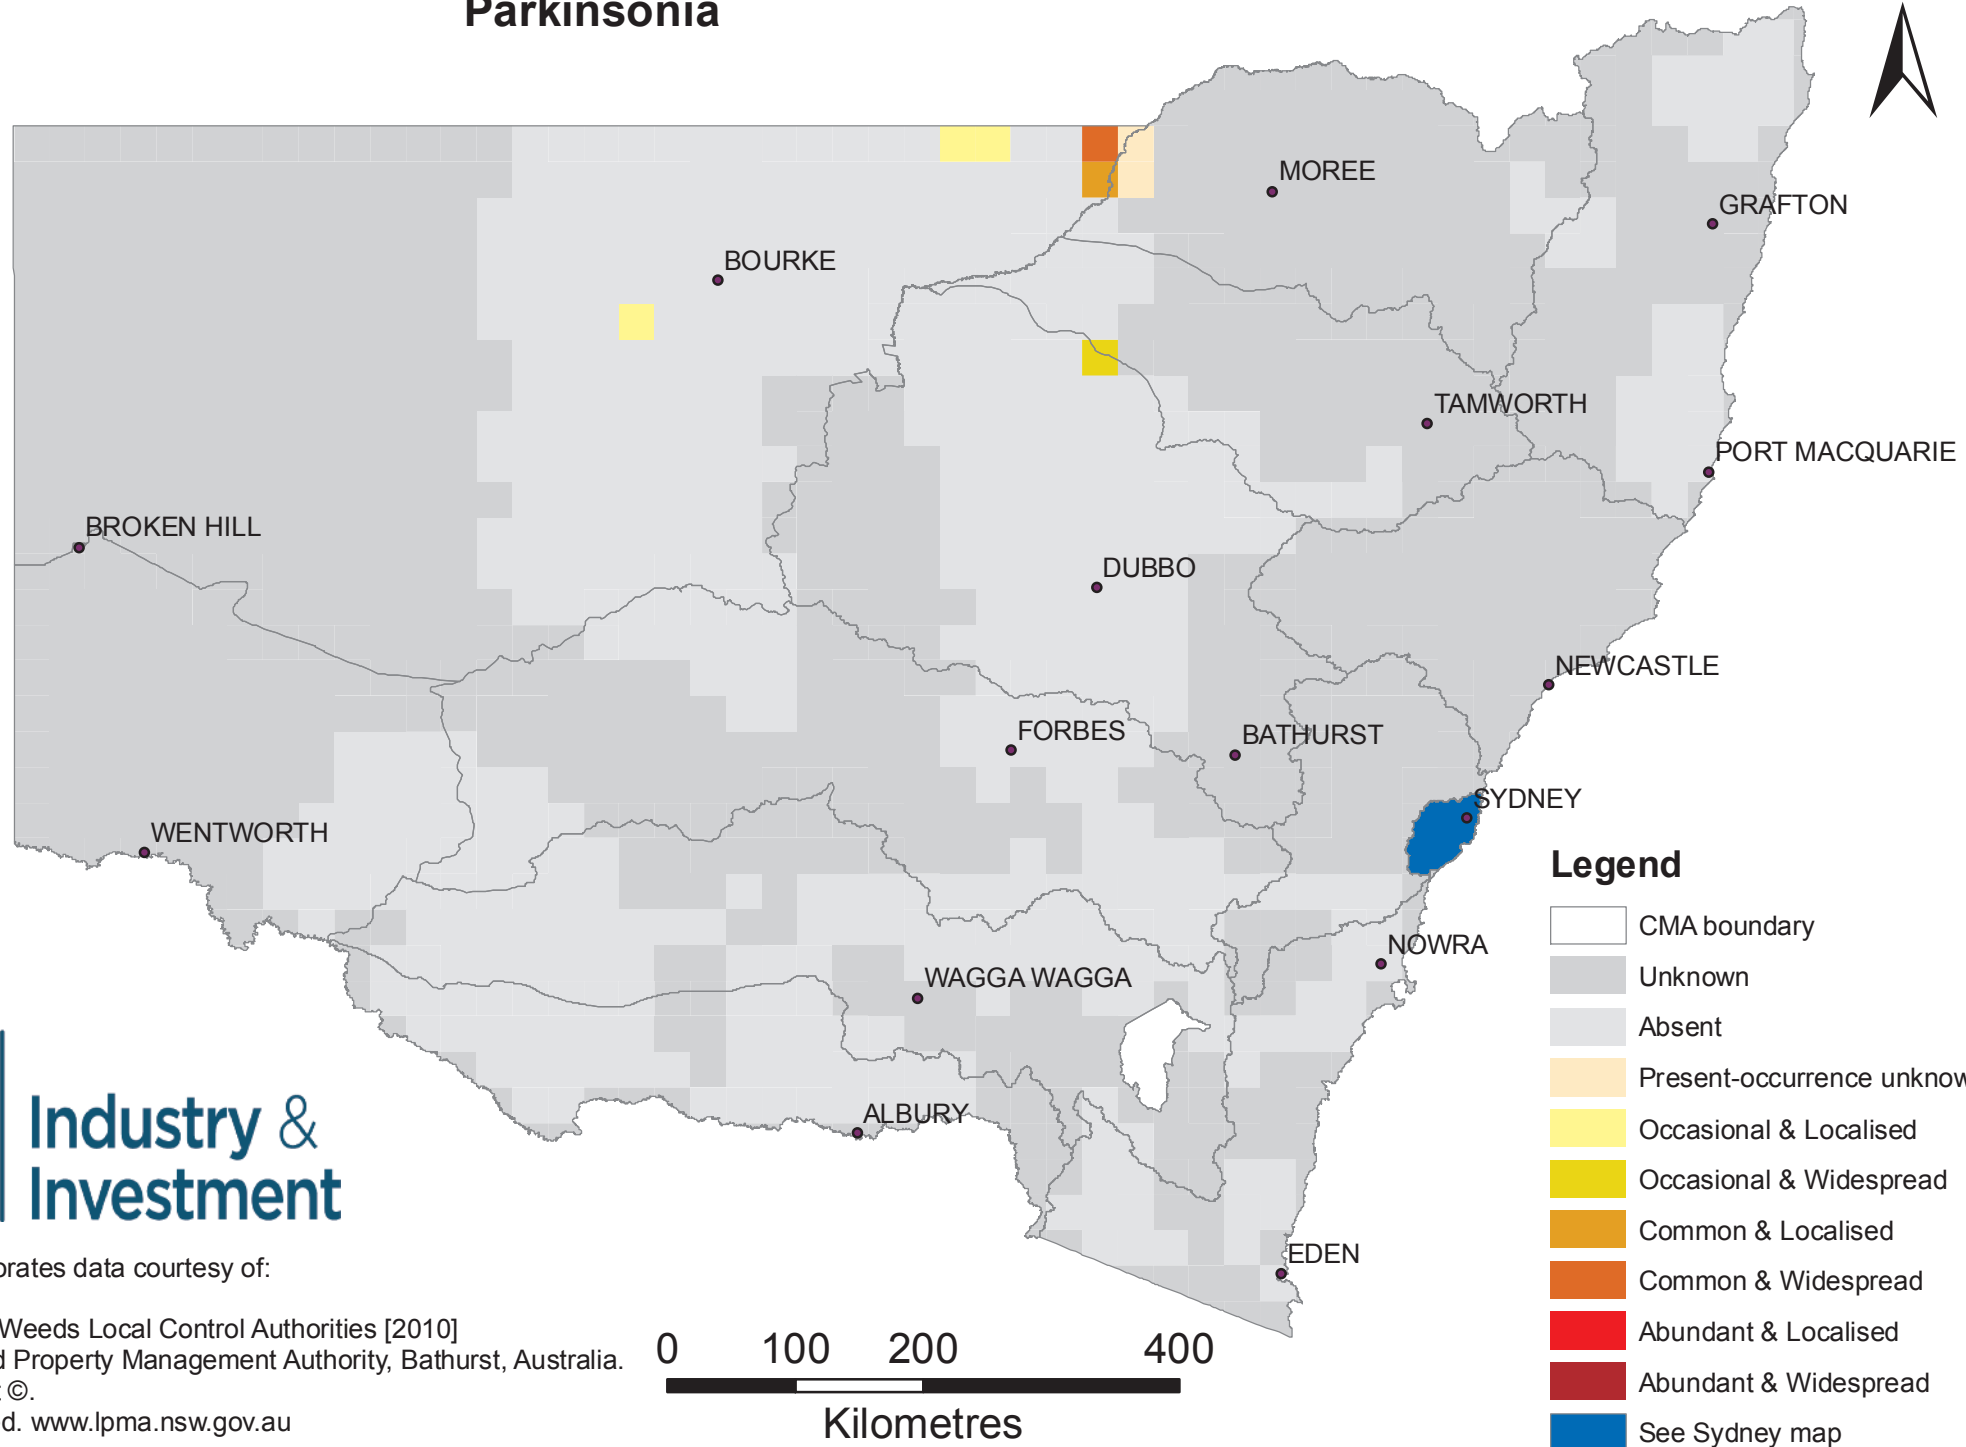 Parkinsonia
MOREE
GRAFTON
BOURKE
TAMWORTH
PORT MACQUARIE
BROKEN HILL
DUBBO
NEWCASTLE
FORBES
BATHURST
SYDNEY
WENTWORTH
NOWRA
WAGGA WAGGA
ALBURY
EDEN
Legend
CMA boundary
Unknown
Absent
Present-occurrence unknow
Occasional & Localised
Occasional & Widespread
Common & Localised
Common & Widespread
Abundant & Localised
Abundant & Widespread
See Sydney map
Industry &
Investment
orates data courtesy of:
Weeds Local Control Authorities [2010]
d Property Management Authority, Bathurst, Australia.
©.
d. www.lpma.nsw.gov.au
0 100 200 400
Kilometres